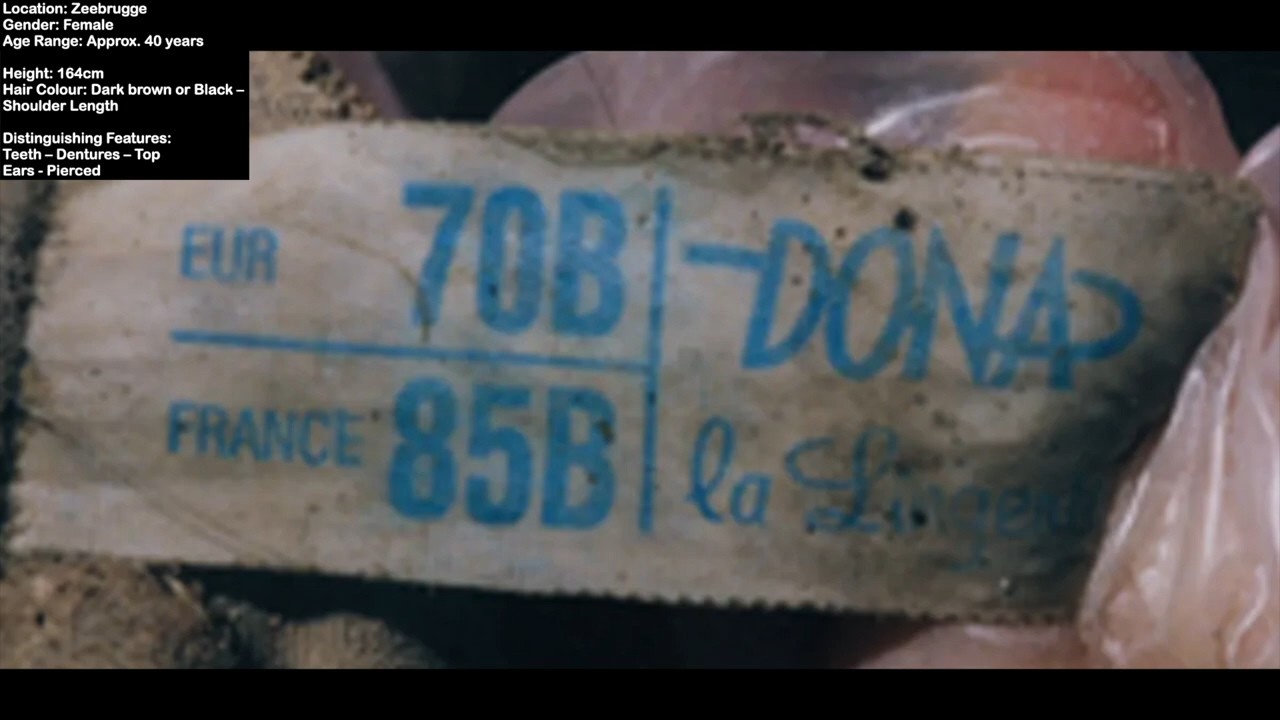 Location: Zeebrugge
Gender: Female
Age Range: Approx. 40 years
Height: 164cm
Hair Colour: Dark brown or Black –
Shoulder Length
Distinguishing Features:
Teeth – Dentures – Top
Ears - Pierced
EUR 70B
FRANCE 85B
DONA
la Lingerie